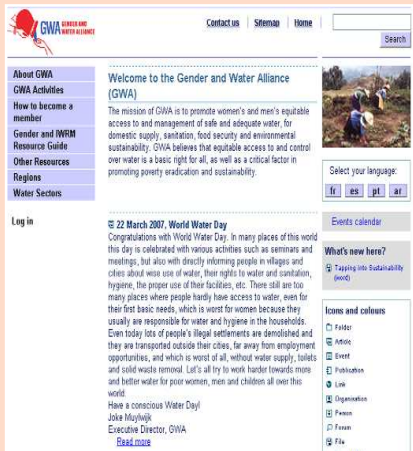 GWA GENDER AND WATER ALLIANCE
Contact us | Sitemap | Home
Search
About GWA
GWA Activities
How to become a
member
Gender and IWRM
Resource Guide
Other Resources
Regions
Water Sectors
Log in
Welcome to the Gender and Water Alliance
(GWA)
The mission of GWA is to promote women's and men's equitable
access to and management of safe and adequate water, for
domestic supply, sanitation, food security and environmental
sustainability. GWA believes that equitable access to and control
over water is a basic right for all, as well as a critical factor in
promoting poverty eradication and sustainability.
22 March 2007, World Water Day
Congratulations with World Water Day. In many places of this world
this day is celebrated with various activities such as seminars and
meetings, but also with directly informing people in villages and
cities about wise use of water, their rights to water and sanitation,
hygiene, the proper use of their facilities, etc. There still are too
many places where people hardly have access to water, even for
their first basic needs, which is worst for women because they
usually are responsible for water and hygiene in the households.
Even today lots of people's illegal settlements are demolished and
they are transported outside their cities, far away from employment
opportunities, and which is worst of all, without water supply, toilets
and solid wastes removal. Let's all try to work harder towards more
and better water for poor women, men and children all over this
world.
Have a conscious Water Day!
Joke Muylwijk
Executive Director, GWA
Read more
Select your language:
fr es pt ar
Events calendar
What's new here?
Tapping into Sustainability
(word)
Icons and colours
Folder
Article
Event
Publication
Link
Organisation
Person
Forum
File